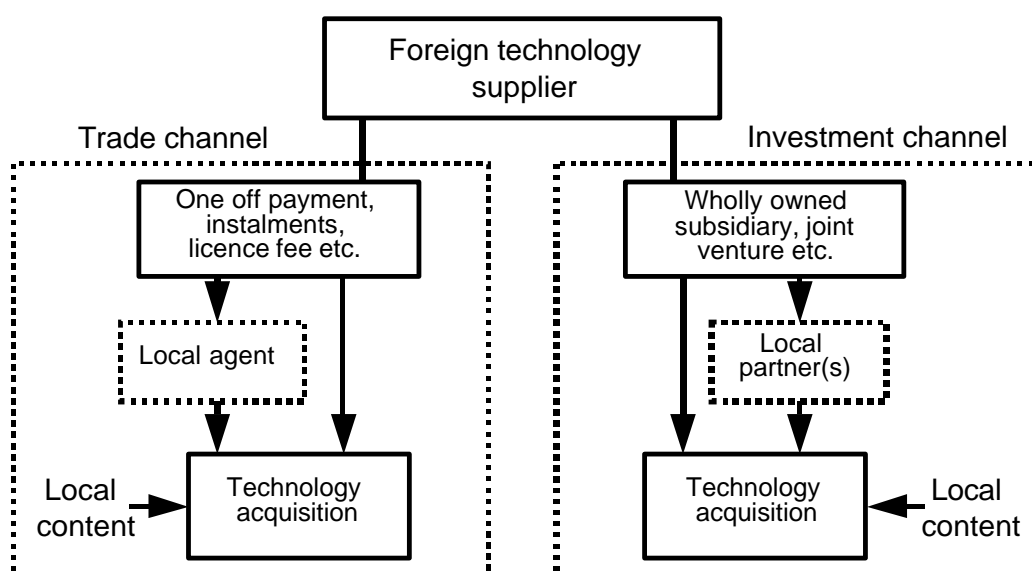 Foreign technology
supplier
Trade channel
Investment channel
One off payment,
instalments,
licence fee etc.
Wholly owned
subsidiary, joint
venture etc.
Local agent
Local
partner(s)
Local
content
Technology
acquisition
Technology
acquisition
Local
content